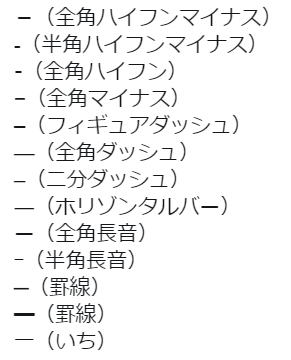 －（全角ハイフンマイナス）
-（半角ハイフンマイナス）
‐（全角ハイフン）
−（全角マイナス）
‒（フィギュアダッシュ）
—（全角ダッシュ）
–（二分ダッシュ）
―（ホリゾンタルバー）
ー（全角長音）
ｰ（半角長音）
─（罫線）
━（罫線）
一（いち）